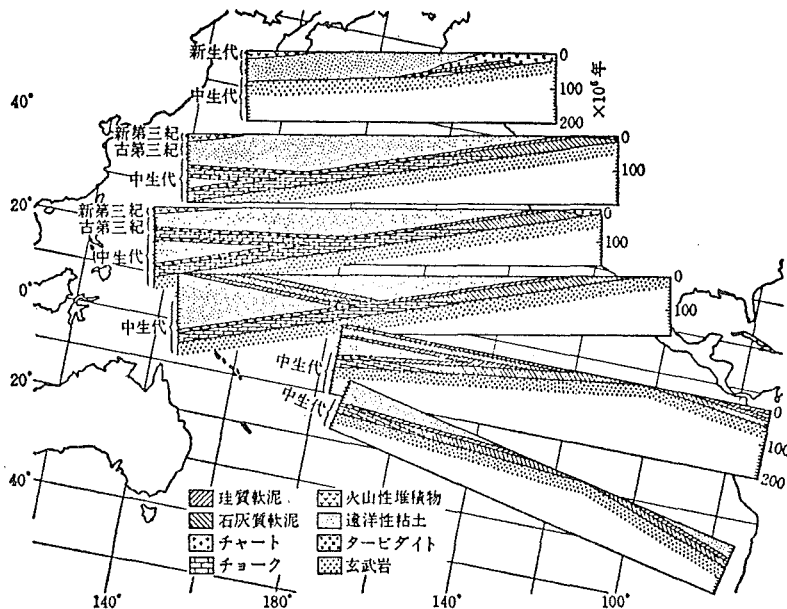 新生代
中生代
0
100
200
×10⁶年
40°
新第三紀
古第三紀
中生代
0
100
20°
新第三紀
古第三紀
中生代
0
100
0°
中生代
0
100
中生代
0
100
200
20°
中生代
40°
珪質軟泥
石灰質軟泥
チャート
チョーク
火山性堆積物
遠洋性粘土
タービダイト
玄武岩
140°
180°
140°
100°